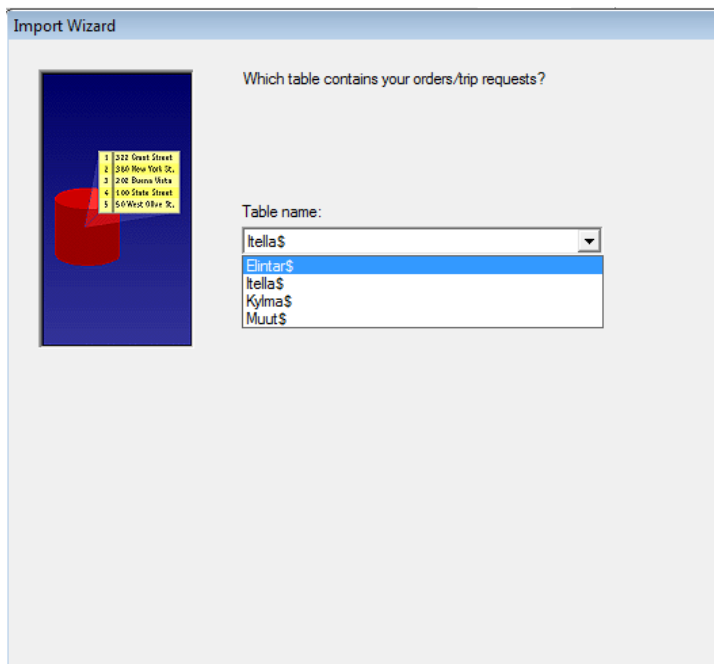 Import Wizard
Which table contains your orders/trip requests?
1 322 Grant Street
2 380 New York St.
3 202 Buena Vista
4 100 State Street
5 50 West Olive St.
Table name:
Itella$
Elintar$
Itella$
Kylma$
Muut$